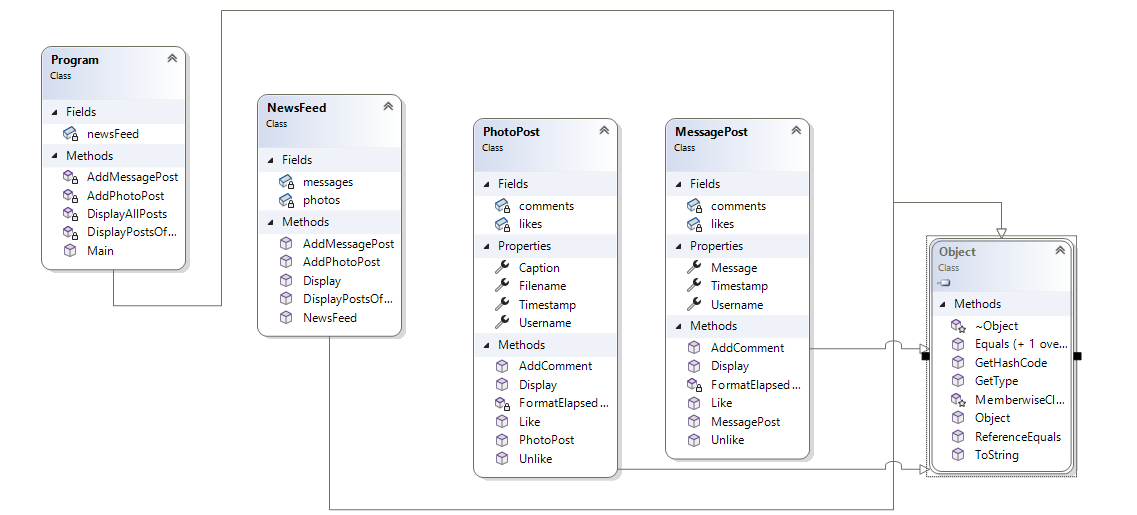 Program
Class
Fields
newsFeed
Methods
AddMessagePost
AddPhotoPost
DisplayAllPosts
DisplayPostsOf...
Main
NewsFeed
Class
Fields
messages
photos
Methods
AddMessagePost
AddPhotoPost
Display
DisplayPostsOf...
NewsFeed
PhotoPost
Class
Fields
comments
likes
Properties
Caption
Filename
Timestamp
Username
Methods
AddComment
Display
FormatElapsed...
Like
PhotoPost
Unlike
MessagePost
Class
Fields
comments
likes
Properties
Message
Timestamp
Username
Methods
AddComment
Display
FormatElapsed...
Like
MessagePost
Unlike
Object
Class
Methods
~Object
Equals (+ 1 ove...
GetHashCode
GetType
MemberwiseCl...
Object
ReferenceEquals
ToString